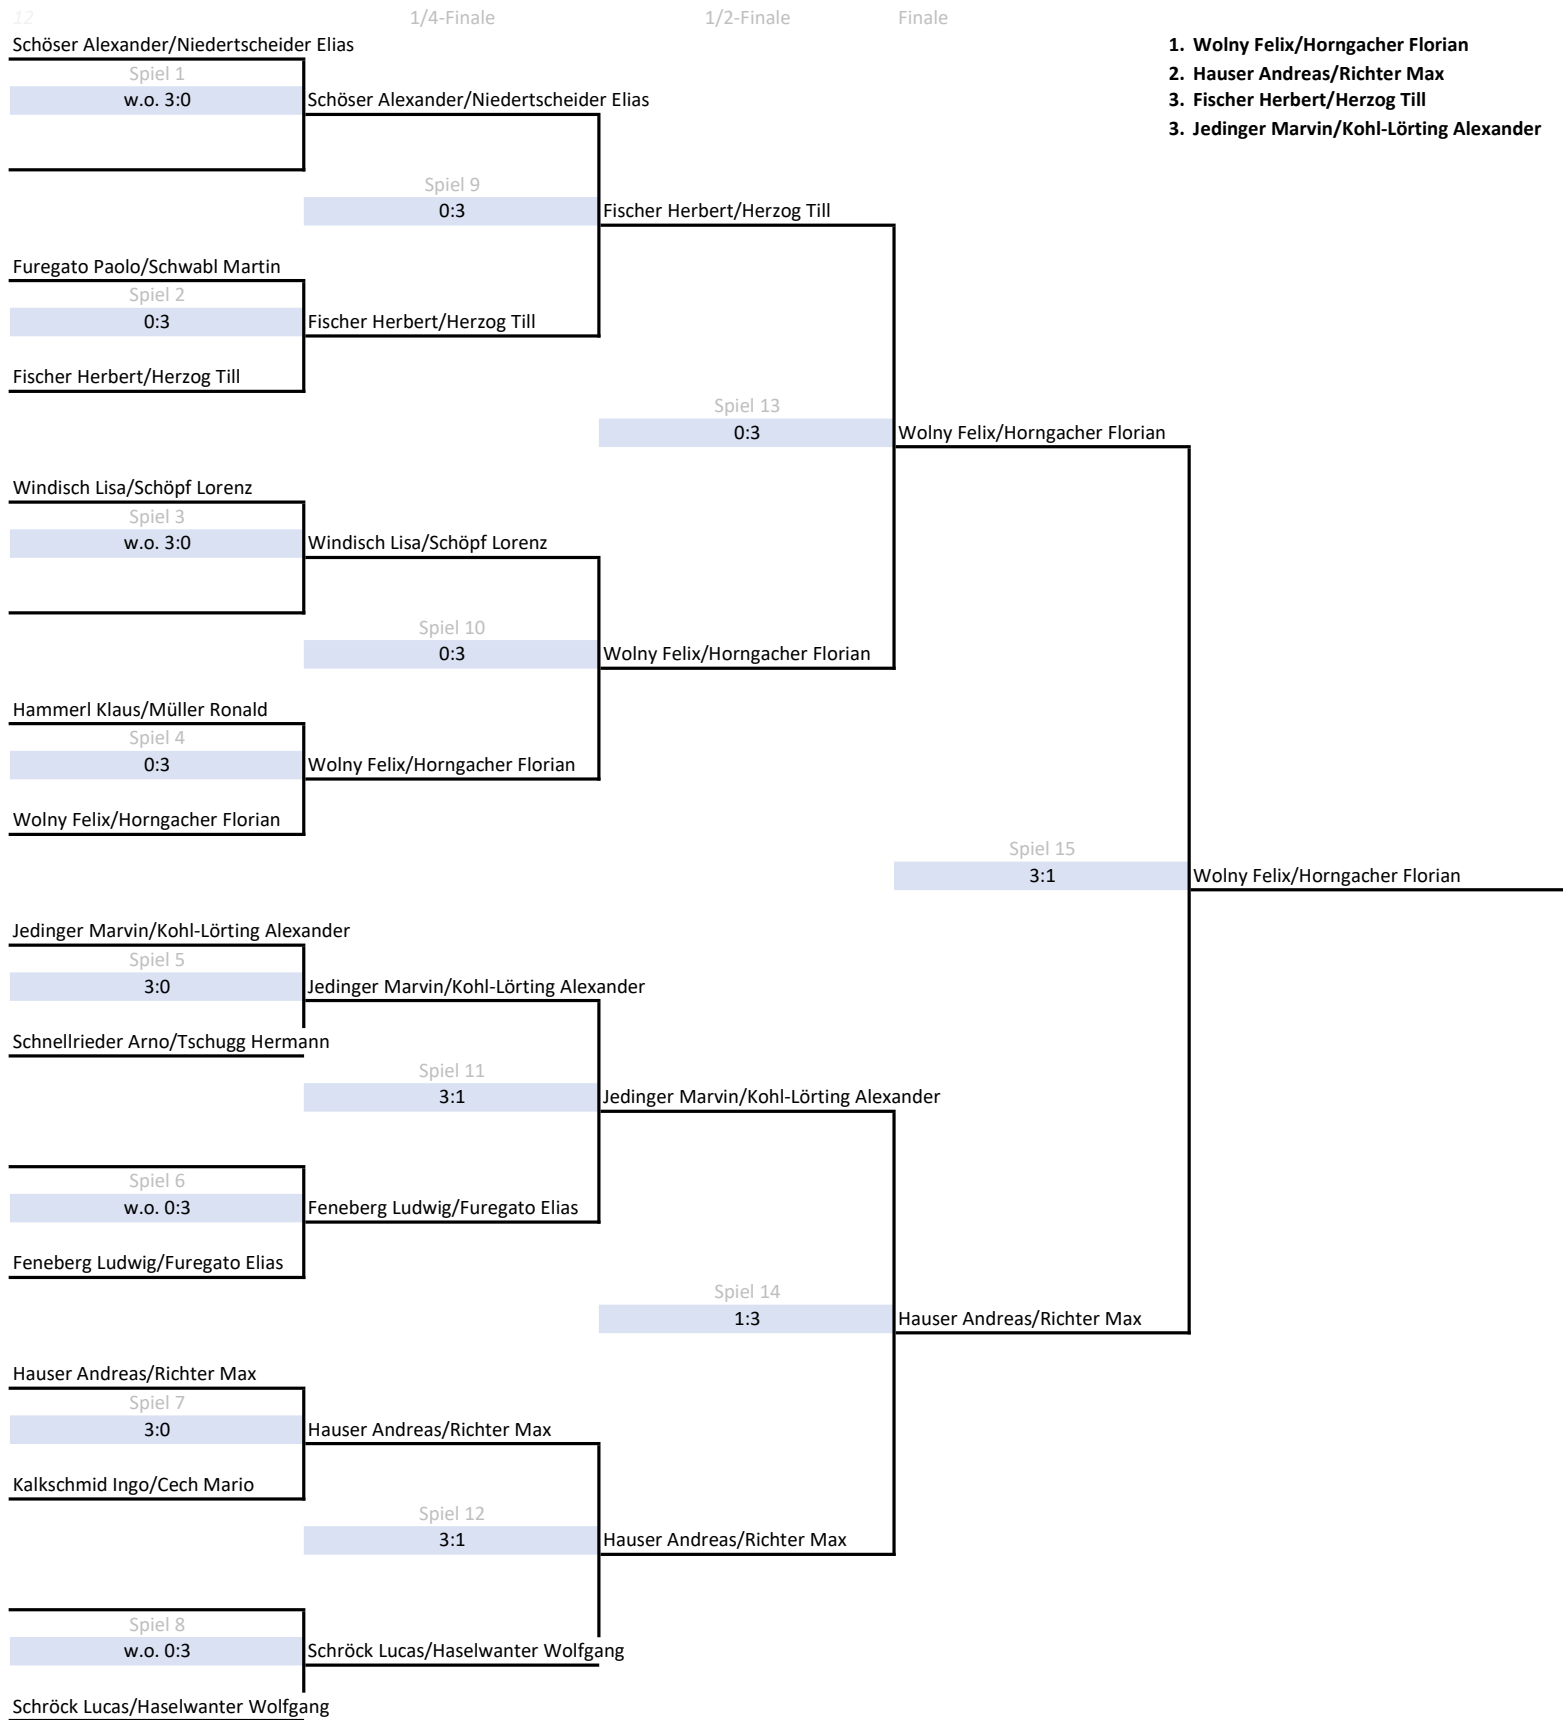 12 1/4-Finale 1/2-Finale Finale
Schöser Alexander/Niedertscheider Elias 1. Wolny Felix/Horngacher Florian
Spiel 1 2. Hauser Andreas/Richter Max
w.o. 3:0 Schöser Alexander/Niedertscheider Elias 3. Fischer Herbert/Herzog Till
3. Jedinger Marvin/Kohl-Lörting Alexander
Spiel 9
0:3 Fischer Herbert/Herzog Till
Furegato Paolo/Schwabl Martin
Spiel 2
0:3 Fischer Herbert/Herzog Till
Fischer Herbert/Herzog Till
Spiel 13
0:3 Wolny Felix/Horngacher Florian
Windisch Lisa/Schöpf Lorenz
Spiel 3
w.o. 3:0 Windisch Lisa/Schöpf Lorenz
Spiel 10
0:3 Wolny Felix/Horngacher Florian
Hammerl Klaus/Müller Ronald
Spiel 4
0:3 Wolny Felix/Horngacher Florian
Wolny Felix/Horngacher Florian
Spiel 15
3:1 Wolny Felix/Horngacher Florian
Jedinger Marvin/Kohl-Lörting Alexander
Spiel 5
3:0 Jedinger Marvin/Kohl-Lörting Alexander
Schnellrieder Arno/Tschugg Hermann
Spiel 11
3:1 Jedinger Marvin/Kohl-Lörting Alexander
Spiel 6
w.o. 0:3 Feneberg Ludwig/Furegato Elias
Feneberg Ludwig/Furegato Elias
Spiel 14
1:3 Hauser Andreas/Richter Max
Hauser Andreas/Richter Max
Spiel 7
3:0 Hauser Andreas/Richter Max
Kalkschmid Ingo/Cech Mario
Spiel 12
3:1 Hauser Andreas/Richter Max
Spiel 8
w.o. 0:3 Schröck Lucas/Haselwanter Wolfgang
Schröck Lucas/Haselwanter Wolfgang